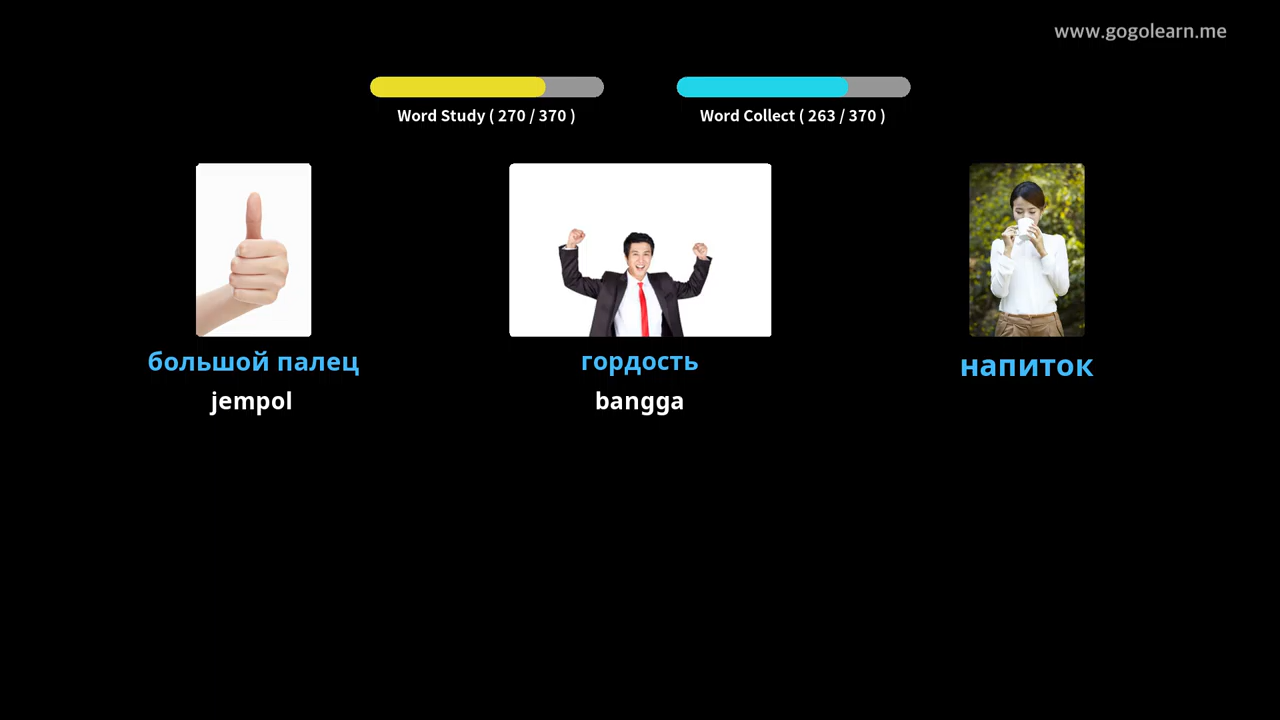 www.gogolearn.me
Word Study ( 270 / 370 )
Word Collect ( 263 / 370 )
большой палец
jempol
гордость
bangga
напиток